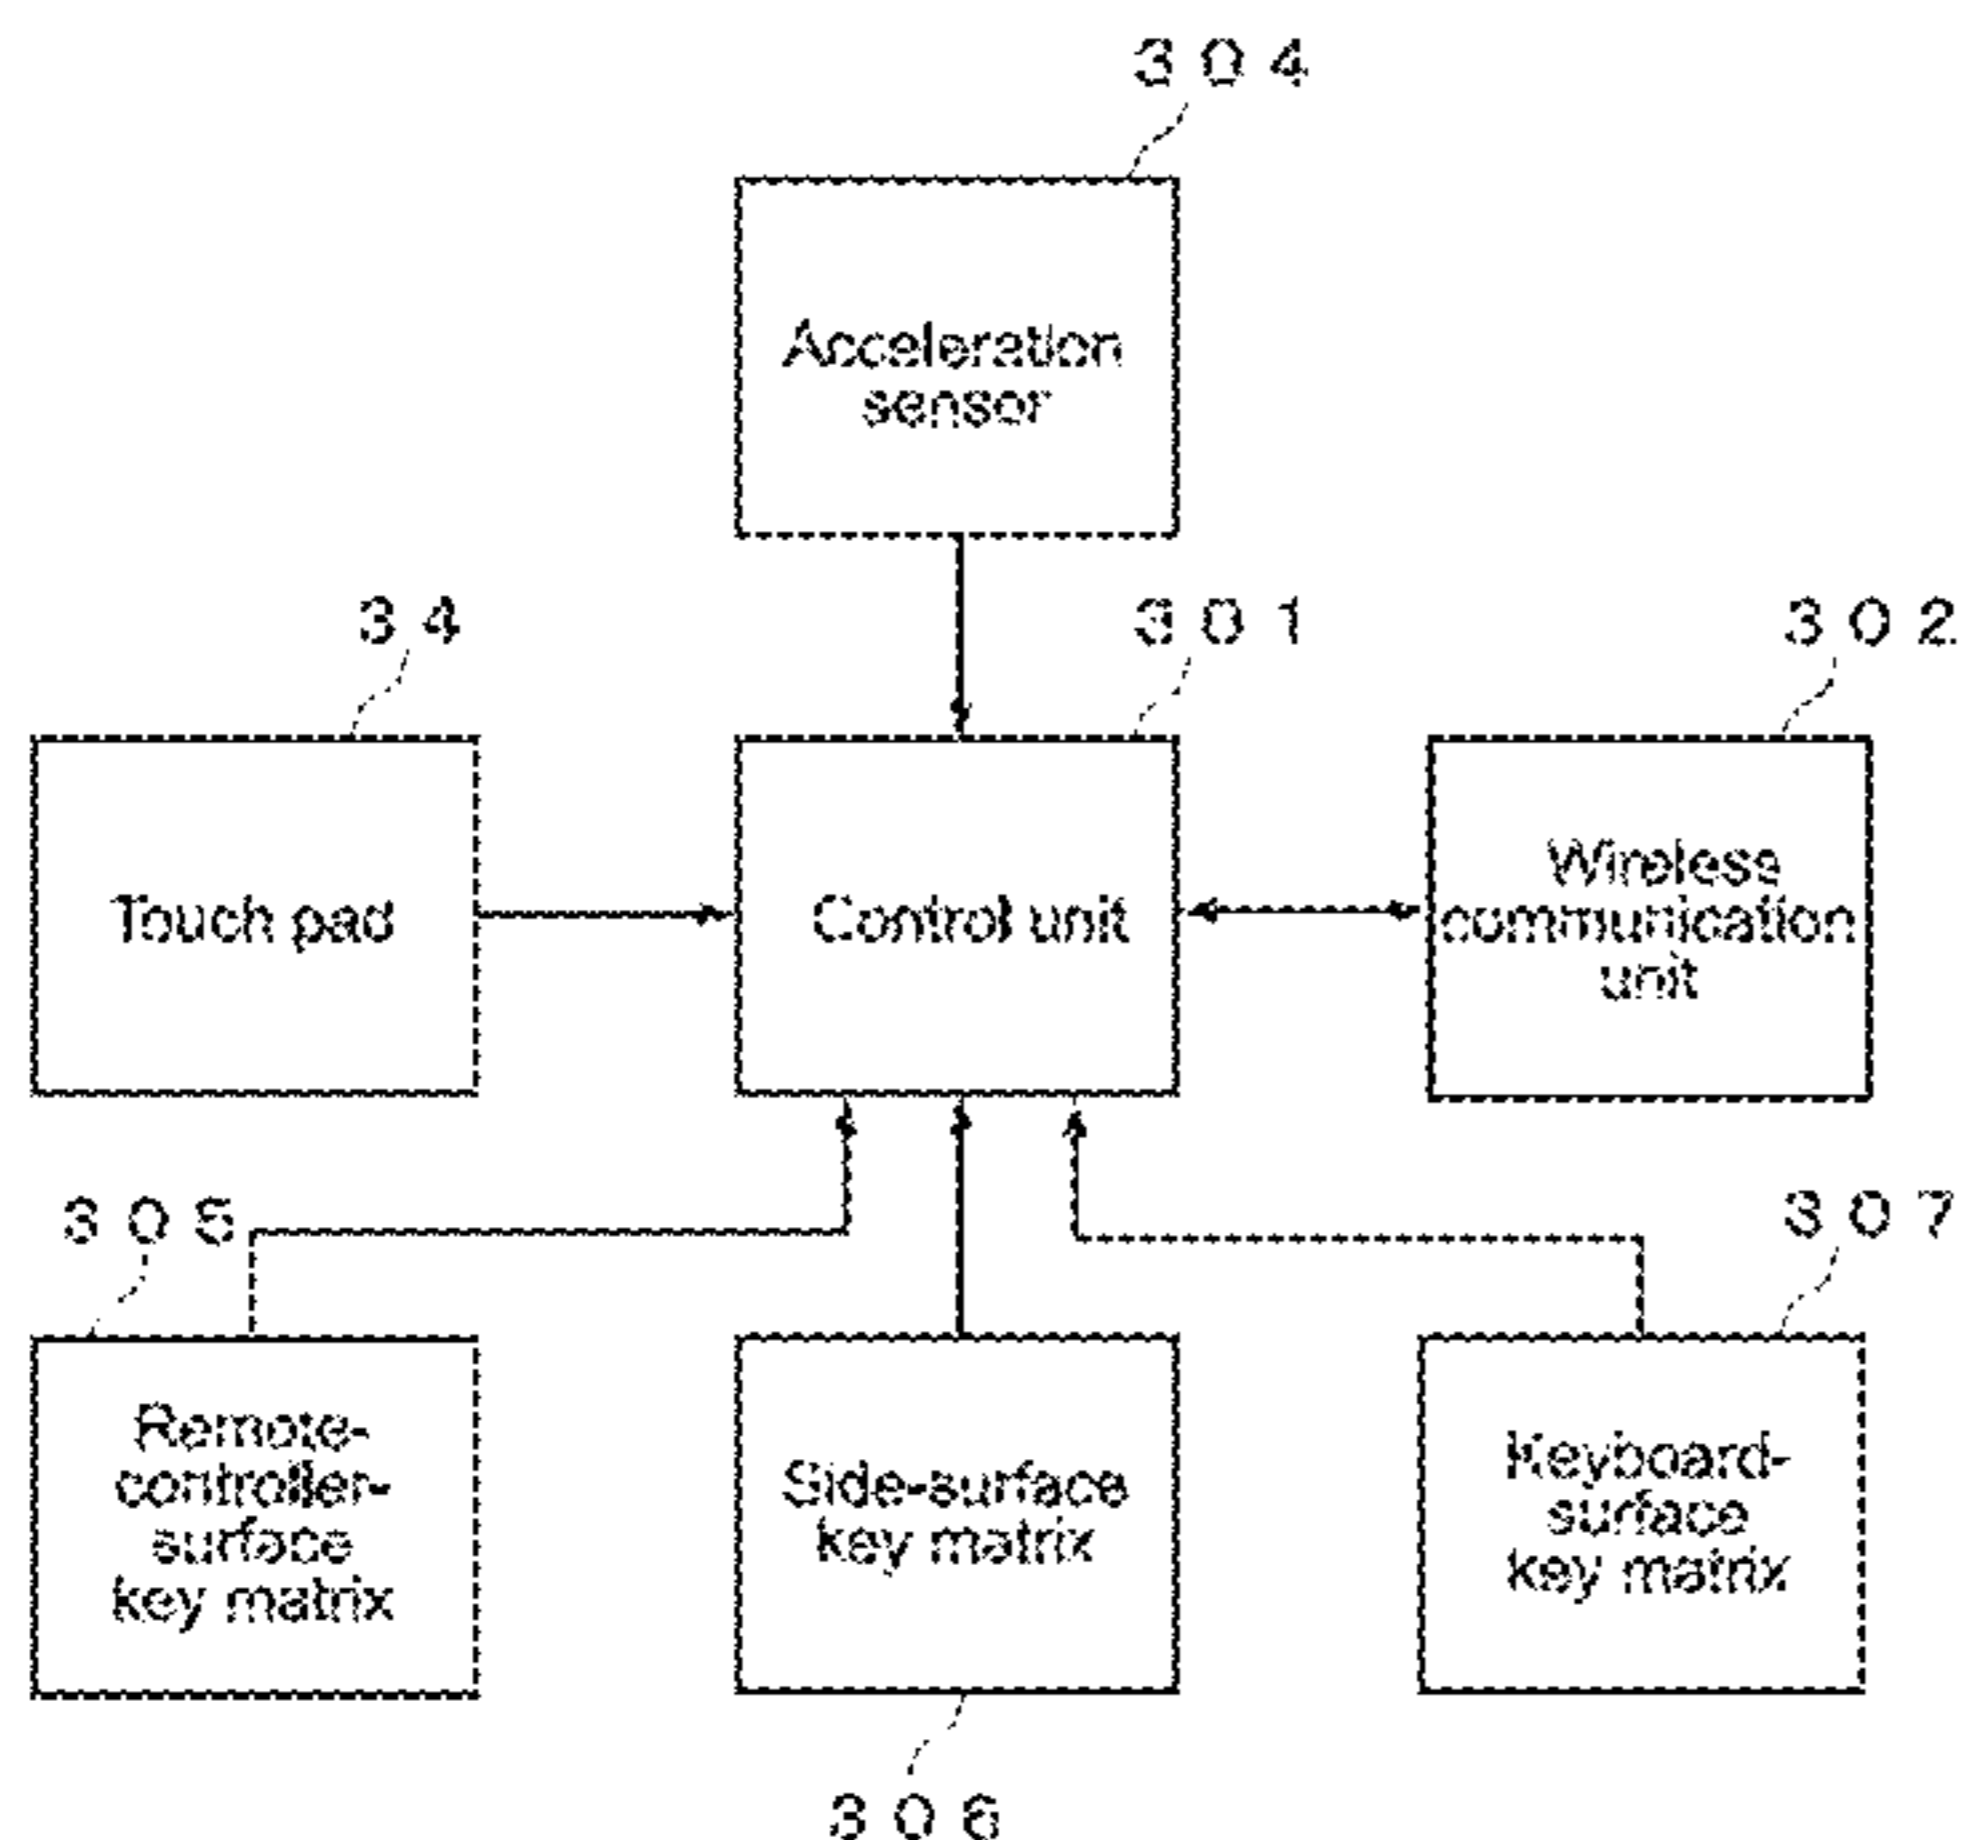 ３０４
Acceleration
sensor
３４
３０１
３０２
Touch pad
Control unit
Wireless
communication
unit
３０５
３０７
Remote-
controller-
surface
key matrix
Side-surface
key matrix
Keyboard-
surface
key matrix
３０６